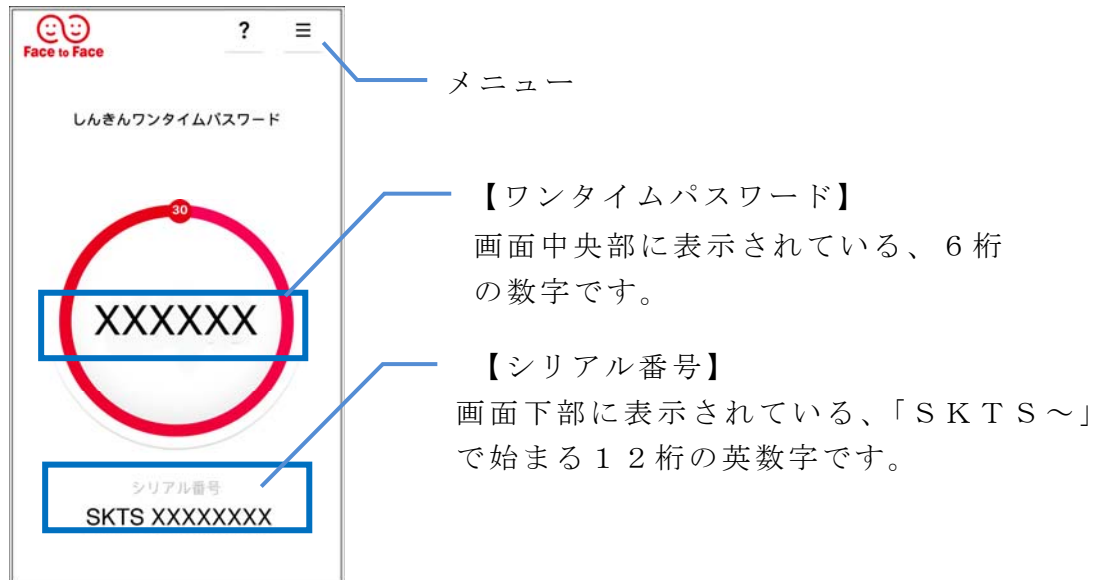 Face to Face
?
≡
メニュー
しんきんワンタイムパスワード
30
XXXXXX
【ワンタイムパスワード】
画面中央部に表示されている、6桁
の数字です。
【シリアル番号】
画面下部に表示されている、「SKTS～」
で始まる12桁の英数字です。
シリアル番号
SKTS XXXXXXXX